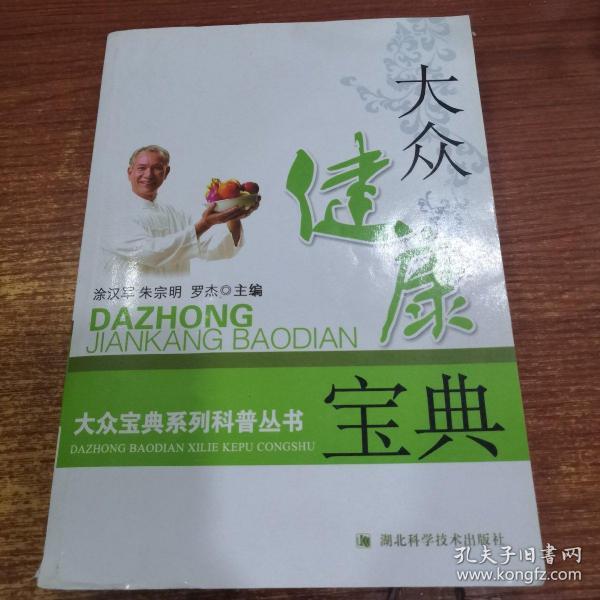 大众
健康
宝典
涂汉军 朱宗明 罗杰◎主编
DAZHONG
JIANKANG BAODIAN
大众宝典系列科普丛书
DAZHONG BAODIAN XILIE KEPU CONGSHU
湖北科学技术出版社
孔夫子旧书网
www.kongfz.com